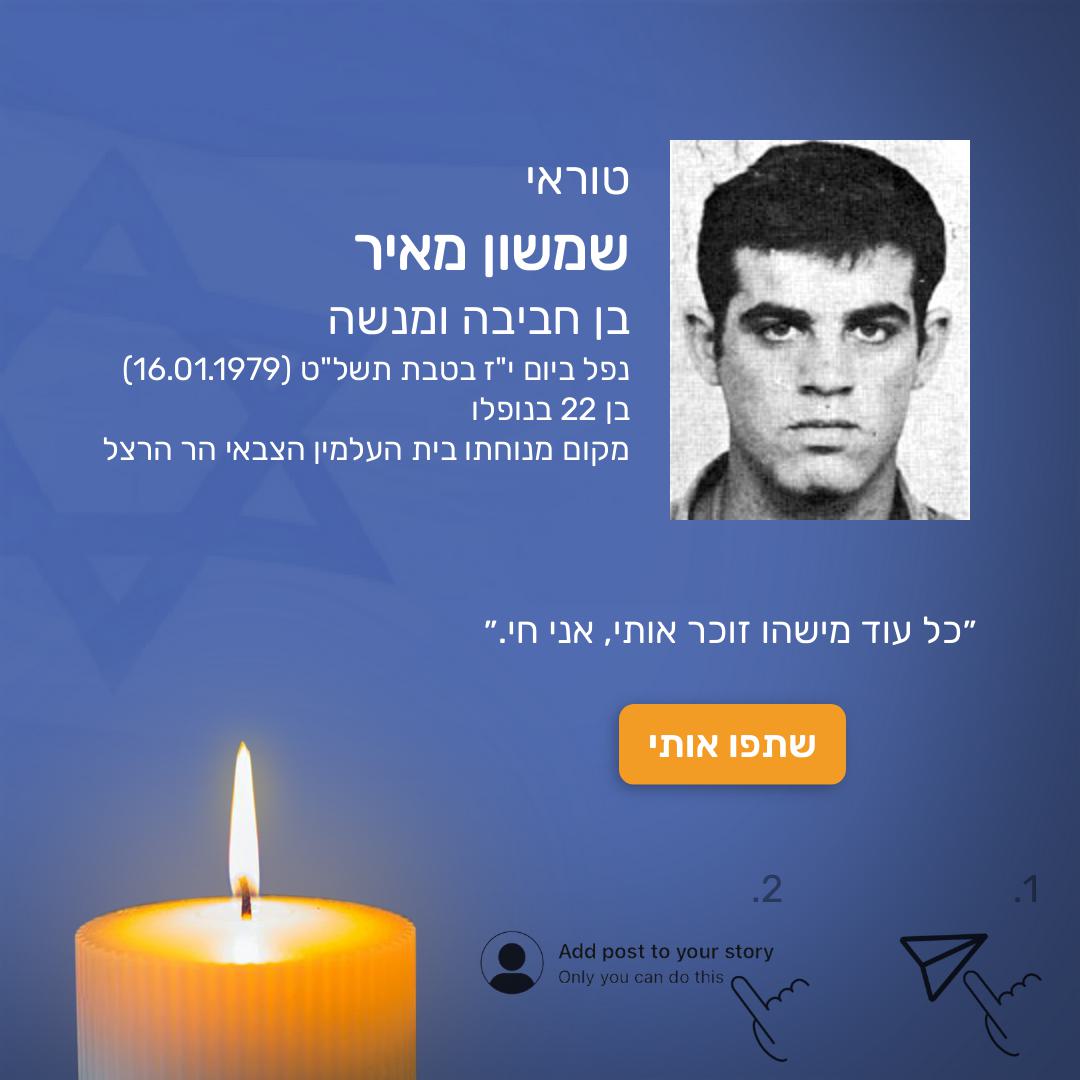 טוראי
שמשון מאיר
בן חביבה ומנשה
נפל ביום י"ז בטבת תשל"ט (16.01.1979)
בן 22 בנופלו
מקום מנוחתו בית העלמין הצבאי הר הרצל
״כל עוד מישהו זוכר אותי, אני חי.״
שתפו אותי
1.
2.
Add post to your story
Only you can do this